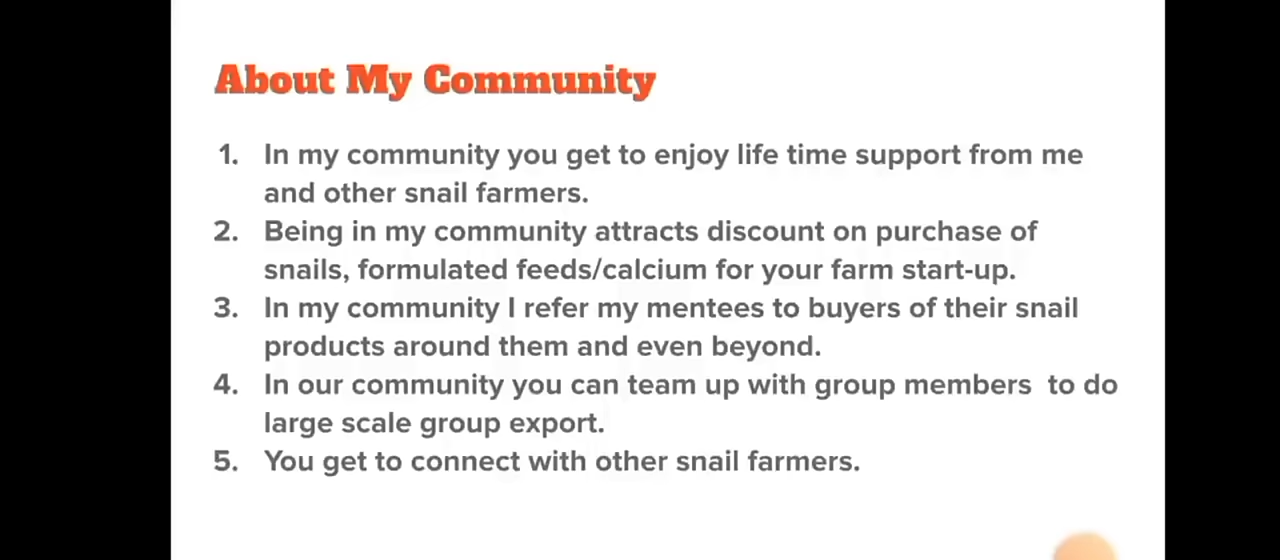 About My Community
1. In my community you get to enjoy life time support from me
and other snail farmers.
2. Being in my community attracts discount on purchase of
snails, formulated feeds/calcium for your farm start-up.
3. In my community I refer my mentees to buyers of their snail
products around them and even beyond.
4. In our community you can team up with group members  to do
large scale group export.
5. You get to connect with other snail farmers.